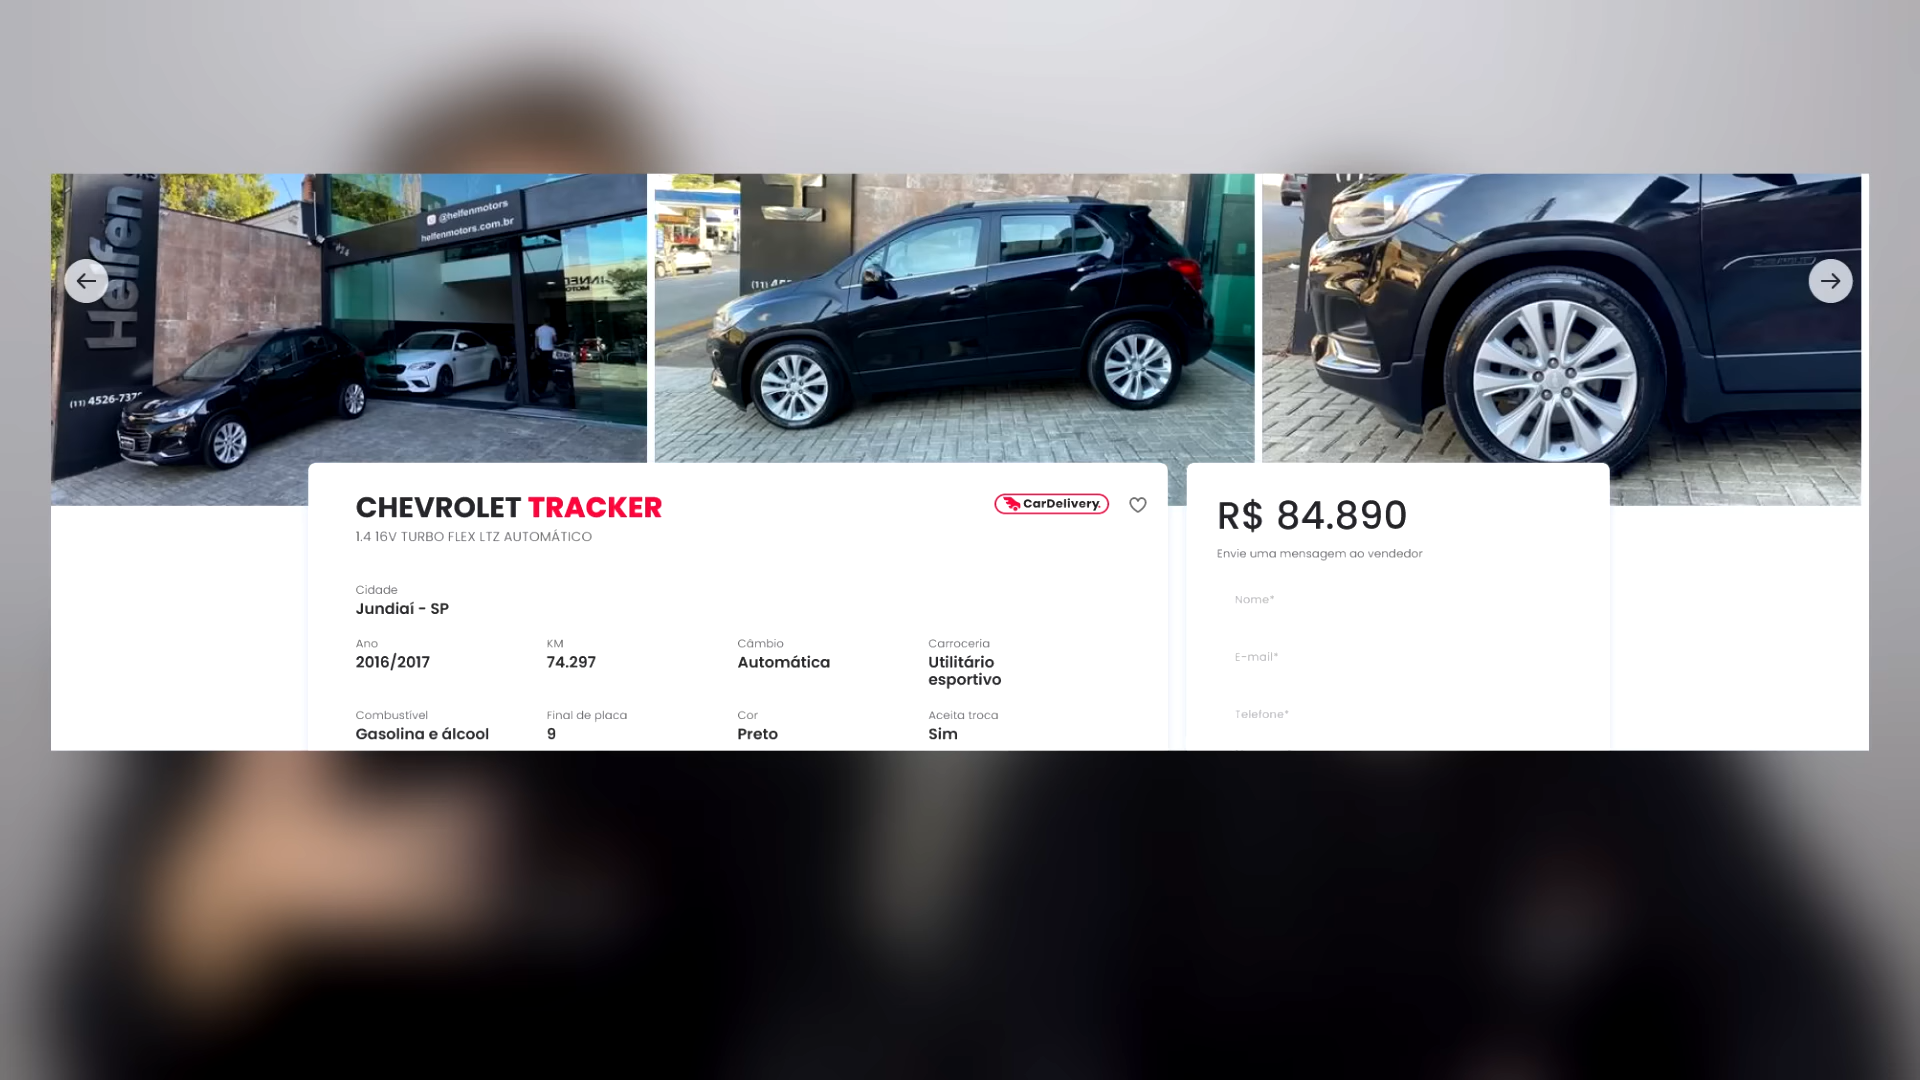 Helfen
@helfenmotors
helfenmotors.com.br
(11) 4526-737
CHEVROLET TRACKER
CarDelivery.
1.4 16V TURBO FLEX LTZ AUTOMÁTICO
Cidade
Jundiaí - SP
Ano
KM
Câmbio
Carroceria
2016/2017
74.297
Automática
Utilitário
esportivo
Combustível
Final de placa
Cor
Aceita troca
Gasolina e álcool
9
Preto
Sim
R$ 84.890
Envie uma mensagem ao vendedor
Nome*
E-mail*
Telefone*